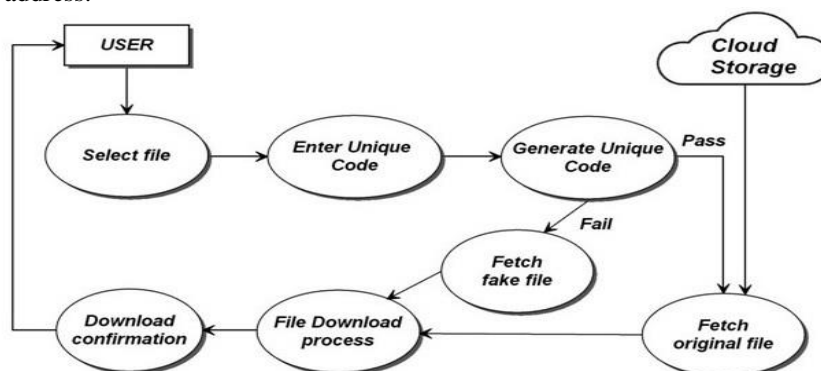 address.
USER
Cloud
Storage
Select file
Enter Unique
Code
Generate Unique
Code
Pass
Fail
Fetch
fake file
Download
confirmation
File Download
process
Fetch
original file